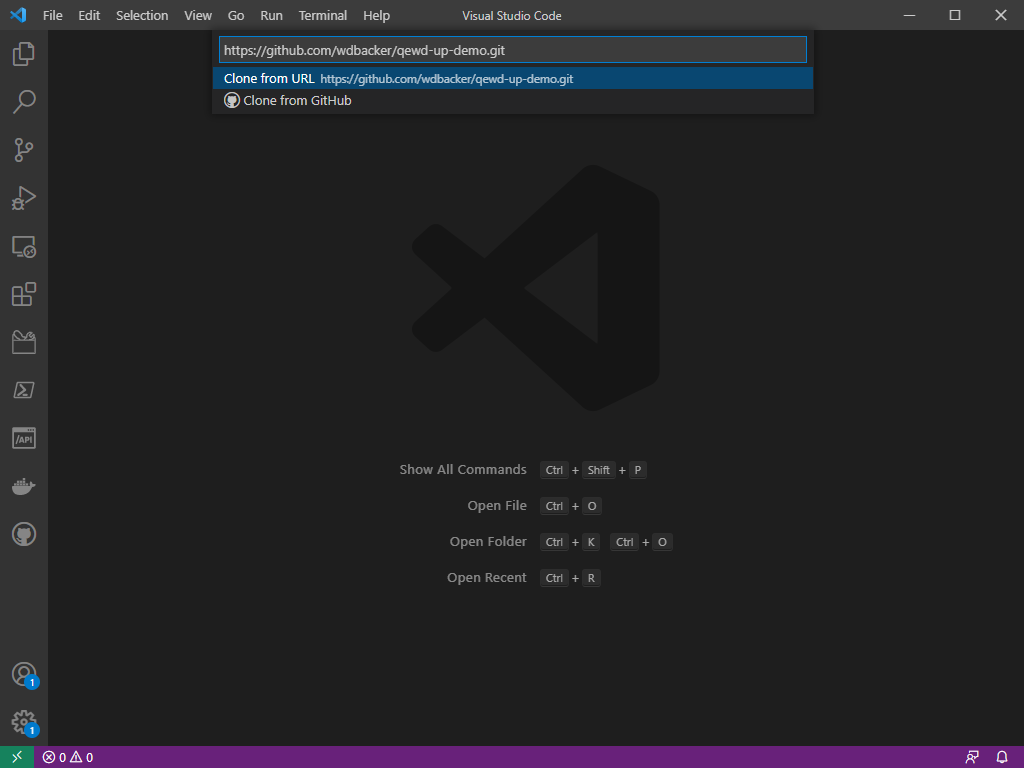 File Edit Selection View Go Run Terminal Help Visual Studio Code
https://github.com/wdbacker/qewd-up-demo.git
Clone from URL https://github.com/wdbacker/qewd-up-demo.git
Clone from GitHub
/API
Show All Commands Ctrl + Shift + P
Open File Ctrl + O
Open Folder Ctrl + K Ctrl + O
Open Recent Ctrl + R
1
1
0 0